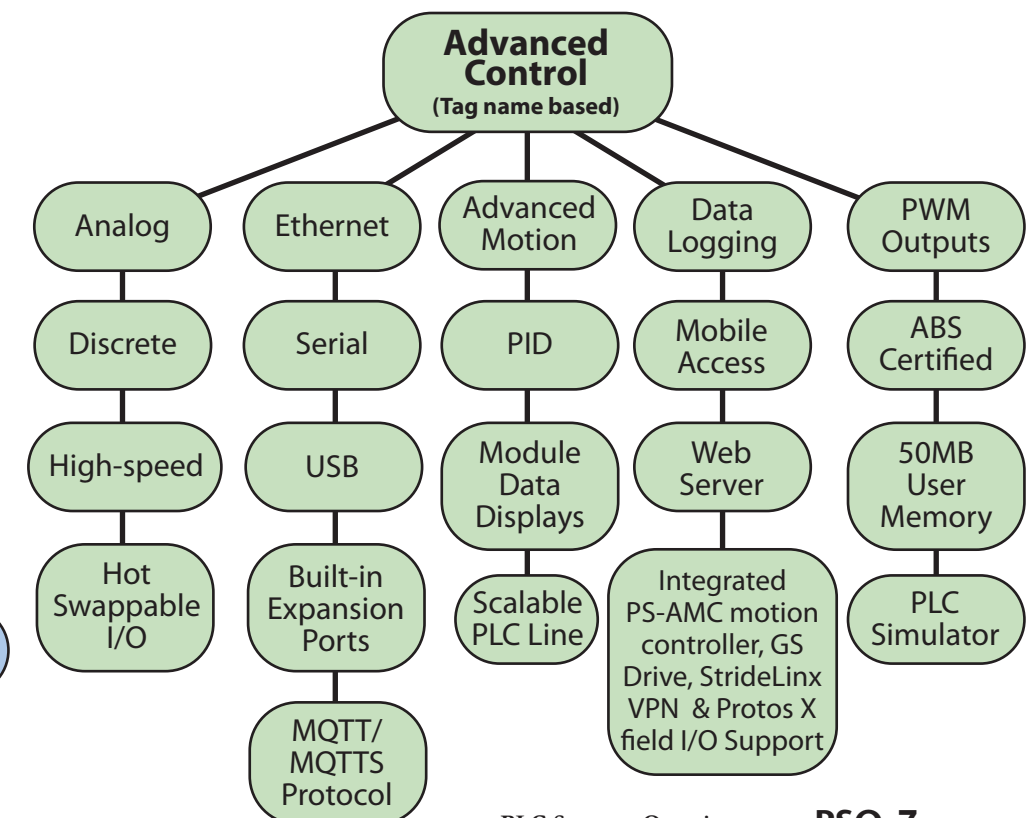 Advanced
Control
(Tag name based)
Analog
Discrete
High-speed
Hot
Swappable
I/O
Ethernet
Serial
USB
Built-in
Expansion
Ports
MQTT/
MQTTS
Protocol
Advanced
Motion
PID
Module
Data
Displays
Scalable
PLC Line
Data
Logging
Mobile
Access
Web
Server
Integrated
PS-AMC motion
controller, GS
Drive, StrideLinx
VPN & Protos X
field I/O Support
PWM
Outputs
ABS
Certified
50MB
User
Memory
PLC
Simulator